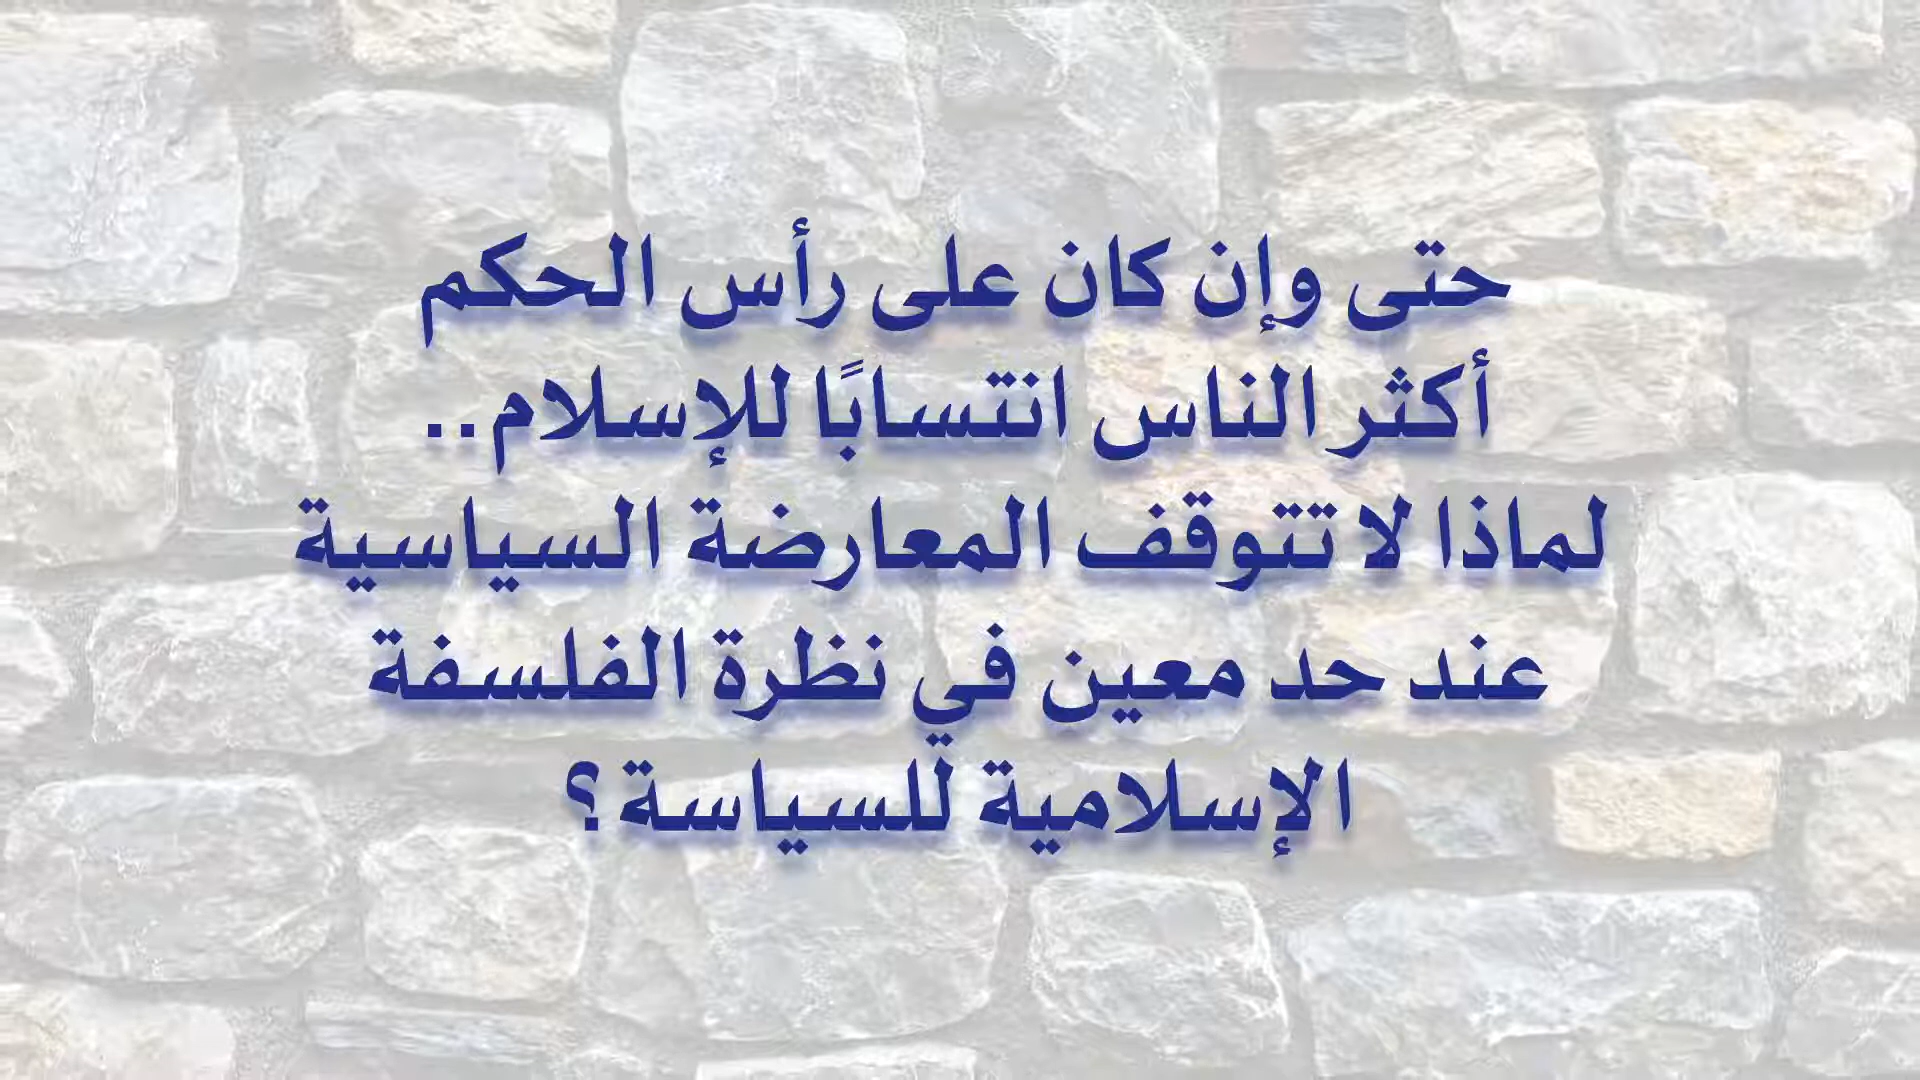 حتى وإن كان على رأس الحكم
أكثر الناس انتسابًا للإسلام..
لماذا لا تتوقف المعارضة السياسية
عند حد معين في نظرة الفلسفة
الإسلامية للسياسة؟